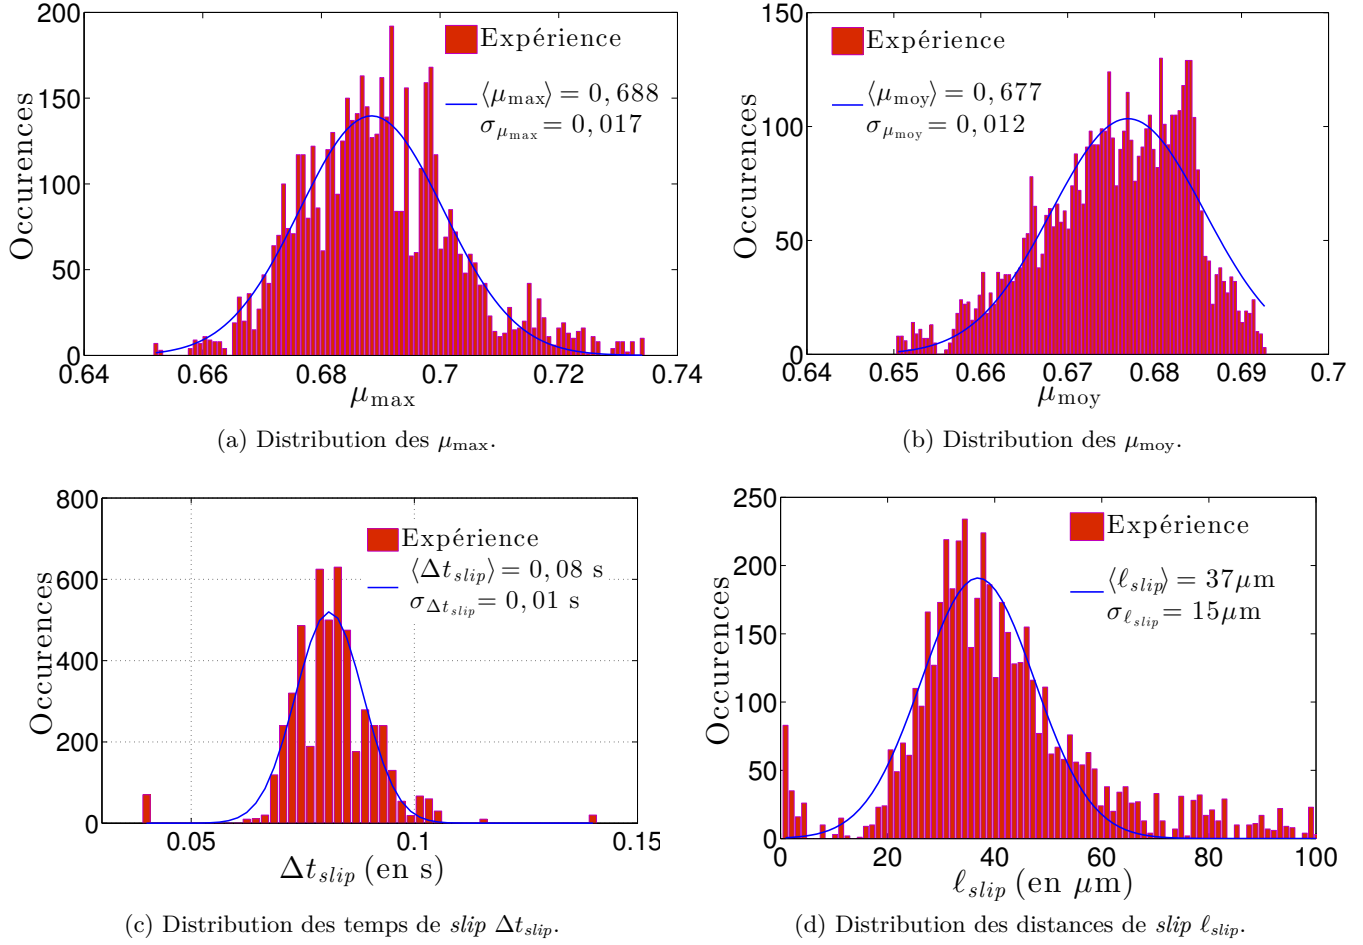 200
150
100
50
0
0.64
0.66
0.68
0.7
0.72
0.74
Occurences
μmax
Expérience
⟨μmax⟩ = 0, 688
σμmax = 0, 017
(a) Distribution des μmax.
150
100
50
0
0.64
0.65
0.66
0.67
0.68
0.69
0.7
Occurences
μmoy
Expérience
⟨μmoy⟩ = 0, 677
σμmoy = 0, 012
(b) Distribution des μmoy.
800
600
400
200
0
0.05
0.1
0.15
Occurences
Δtslip (en s)
Expérience
⟨Δtslip⟩ = 0, 08 s
σΔtslip = 0, 01 s
(c) Distribution des temps de slip Δtslip.
250
200
150
100
50
0
0
20
40
60
80
100
Occurences
ℓslip (en μm)
Expérience
⟨ℓslip⟩ = 37μm
σℓslip = 15μm
(d) Distribution des distances de slip ℓslip.